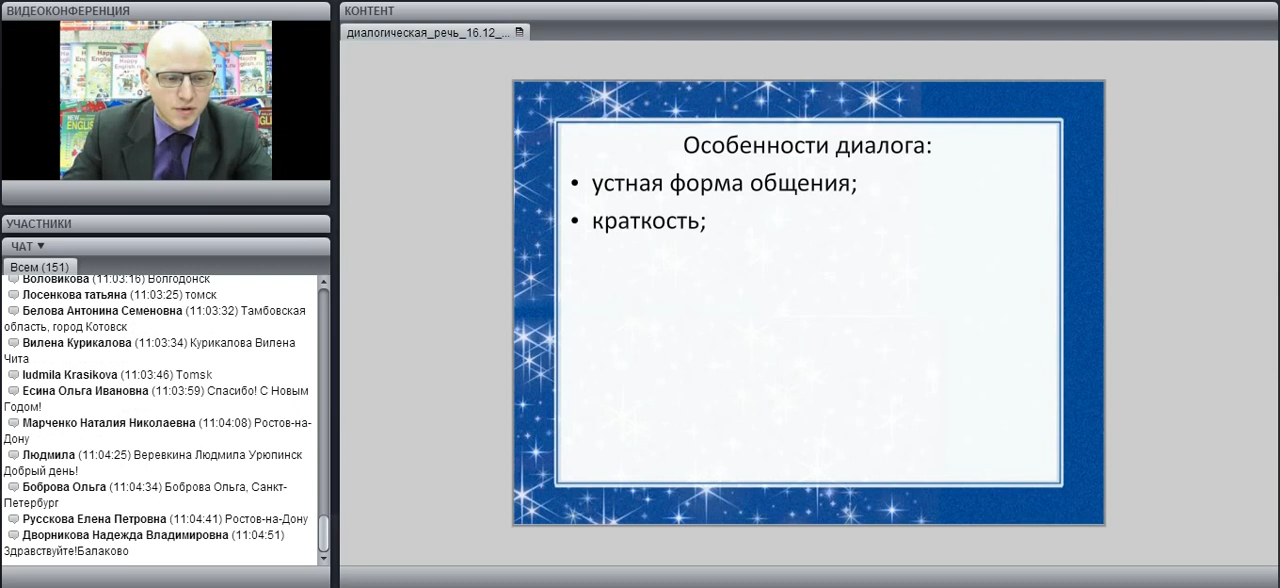 ВИДЕОКОНФЕРЕНЦИЯ
Happy
English
NEW
ENGLISH
УЧАСТНИКИ
ЧАТ ▼
Всем (151)
Воловикова (11:03:16) Волгодонск
Лосенкова татьяна (11:03:25) томск
Белова Антонина Семеновна (11:03:32) Тамбовская
область, город Котовск
Вилена Курикалова (11:03:34) Курикалова Вилена
Чита
ludmila Krasikova (11:03:46) Tomsk
Есина Ольга Ивановна (11:03:59) Спасибо! С Новым
Годом!
Марченко Наталия Николаевна (11:04:08) Ростов-на-
Дону
Людмила (11:04:25) Веревкина Людмила Урюпинск
Добрый день!
Боброва Ольга (11:04:34) Боброва Ольга, Санкт-
Петербург
Русскова Елена Петровна (11:04:41) Ростов-на-Дону
Дворникова Надежда Владимировна (11:04:51)
Здравствуйте!Балаково
КОНТЕНТ
диалогическая_речь_16.12_...
Особенности диалога:
• устная форма общения;
• краткость;